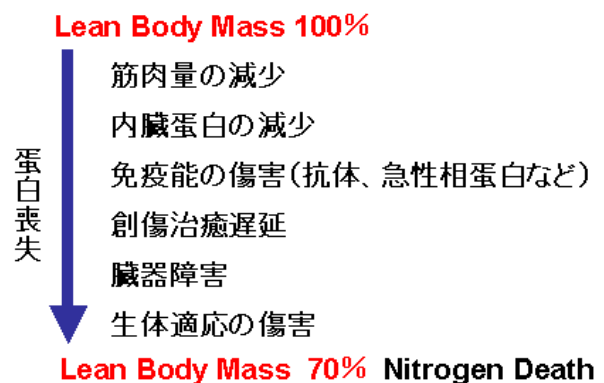 Lean Body Mass 100%
筋肉量の減少
内臓蛋白の減少
免疫能の傷害(抗体、急性相蛋白など)
創傷治癒遅延
臓器障害
生体適応の傷害
蛋白喪失
Lean Body Mass 70% Nitrogen Death